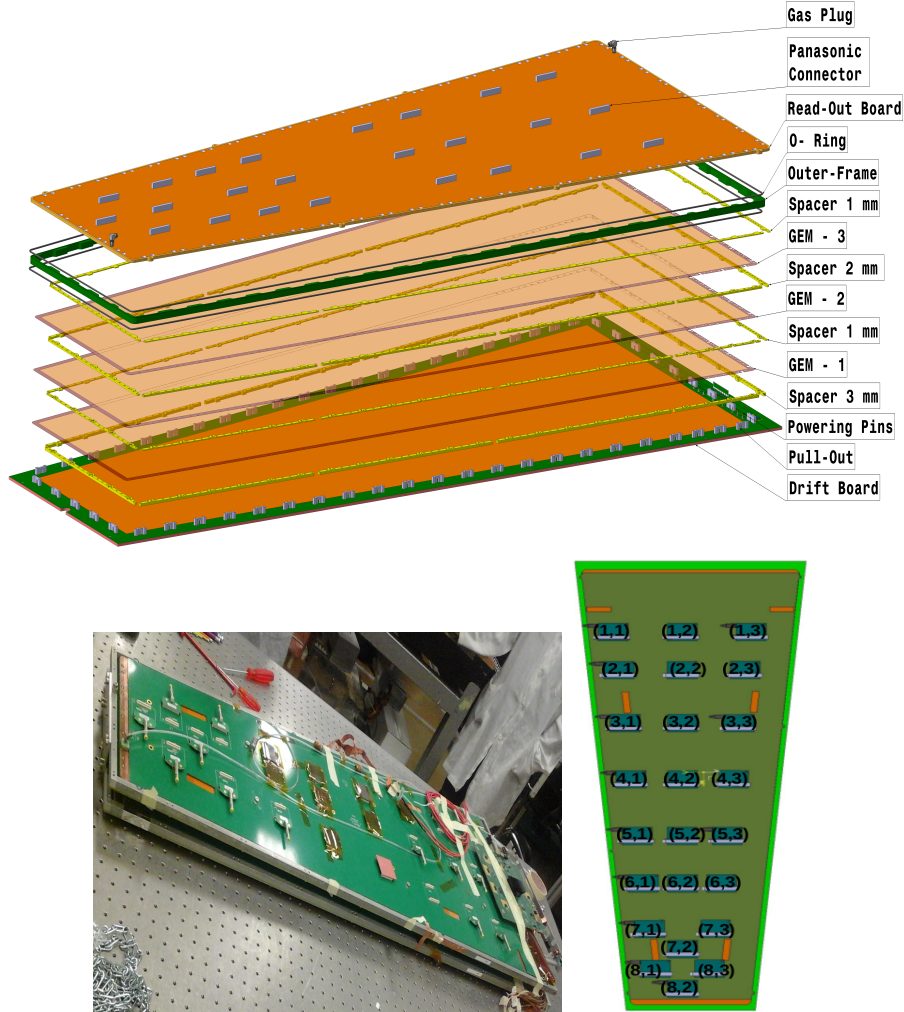 Gas Plug
Panasonic
Connector
Read-Out Board
O- Ring
Outer-Frame
Spacer 1 mm
GEM - 3
Spacer 2 mm
GEM - 2
Spacer 1 mm
GEM - 1
Spacer 3 mm
Powering Pins
Pull-Out
Drift Board
(1,1) (1,2) (1,3)
(2,1) (2,2) (2,3)
(3,1) (3,2) (3,3)
(4,1) (4,2) (4,3)
(5,1) (5,2) (5,3)
(6,1) (6,2) (6,3)
(7,1) (7,3)
(7,2)
(8,1) (8,3)
(8,2)